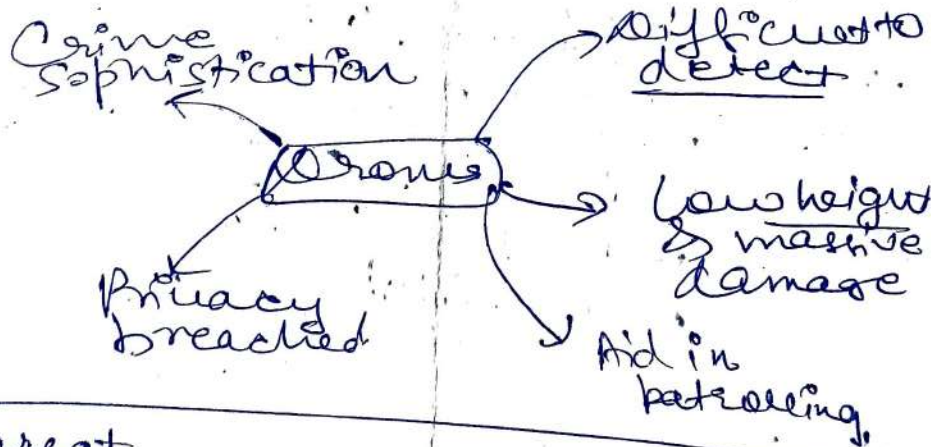 Crime
Sophistication
Difficult to
detect
Drones
Low height
& massive
damage
Privacy
breached
Aid in
patrolling.